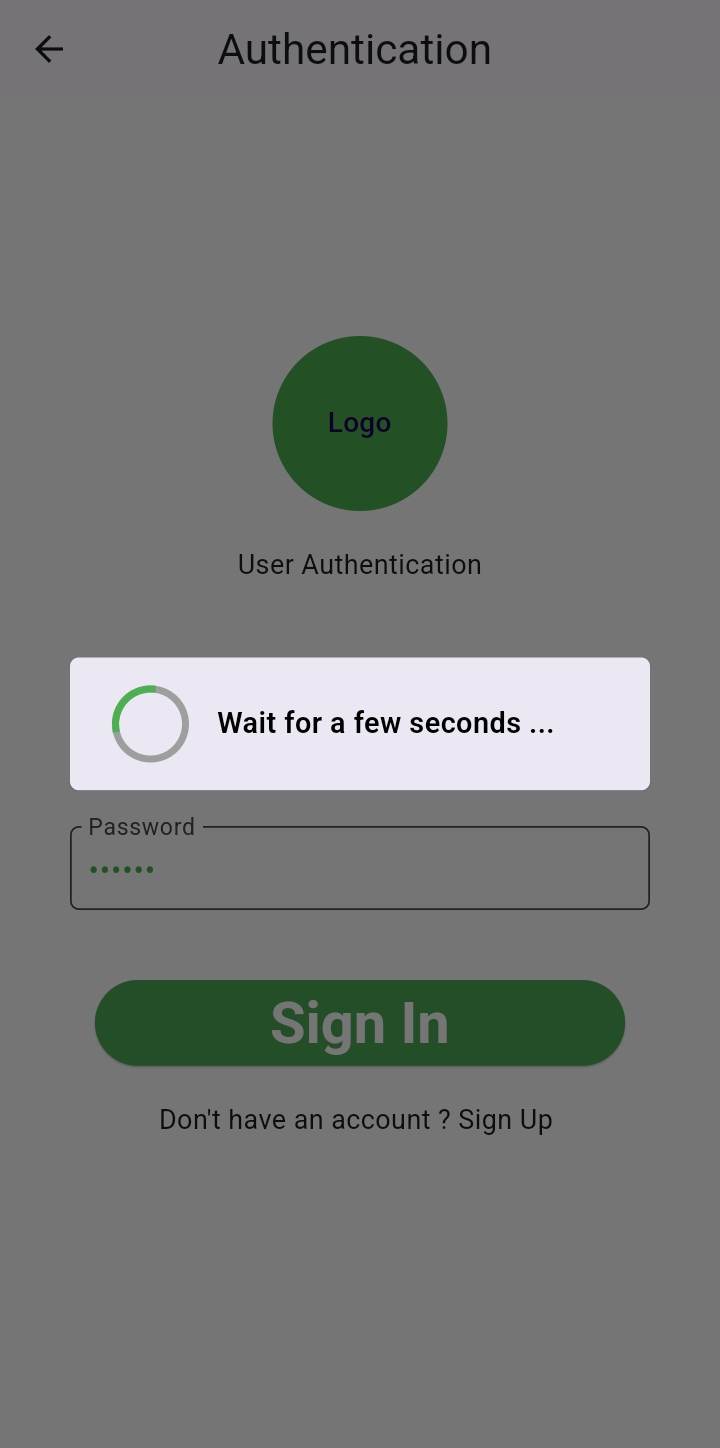 Authentication
Logo
User Authentication
Wait for a few seconds ...
Password
••••••
Sign In
Don't have an account ? Sign Up